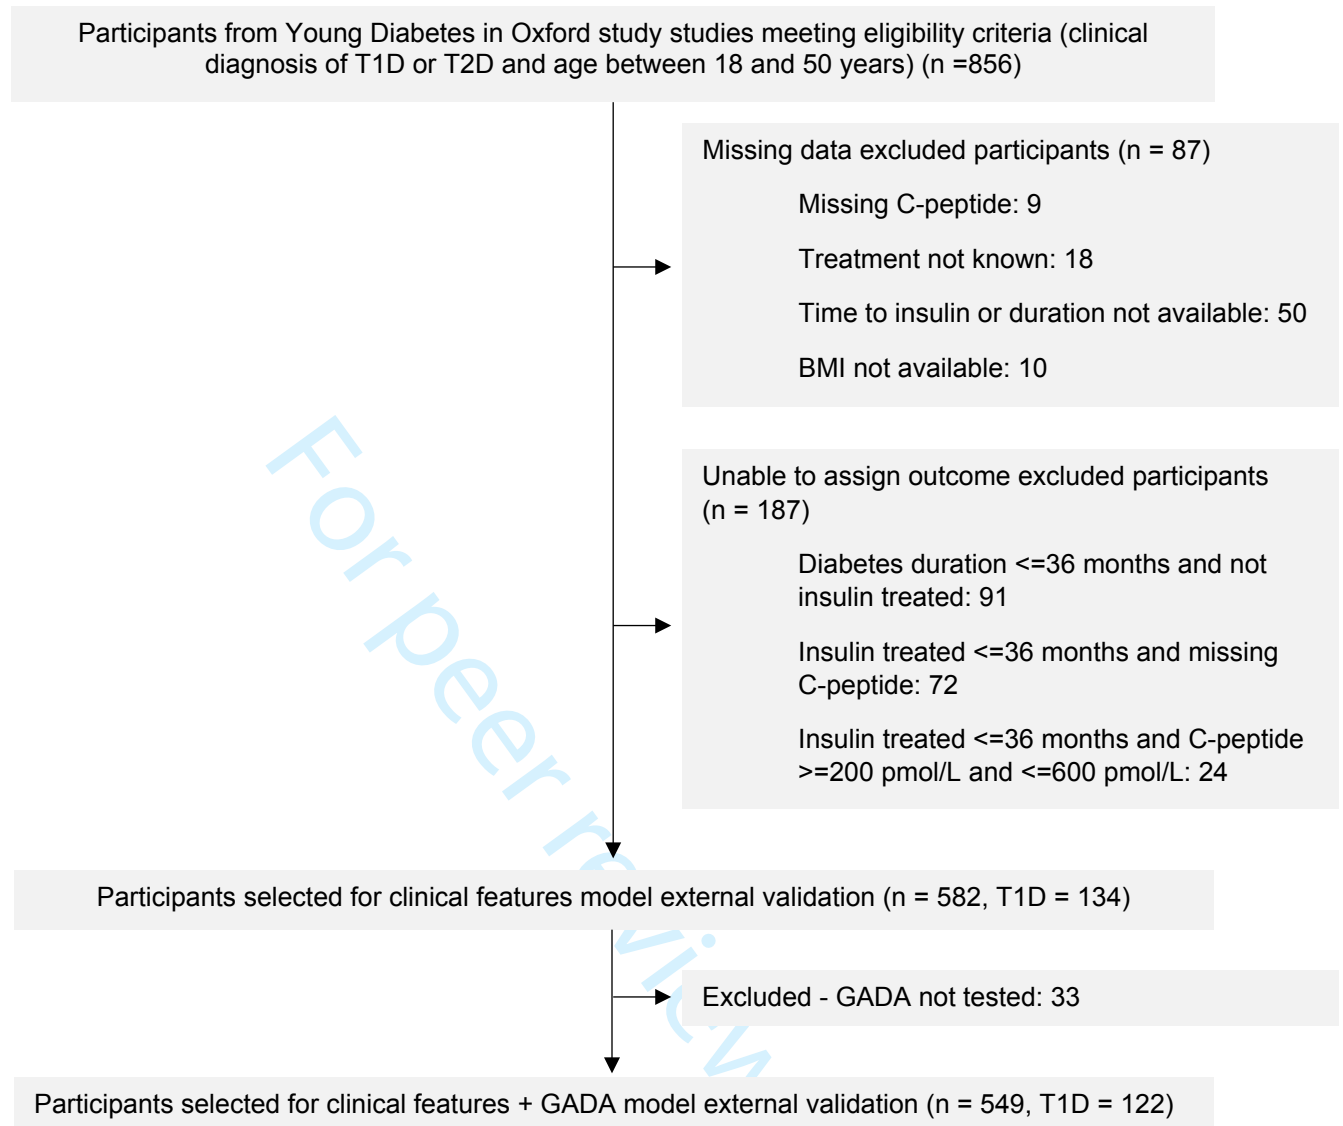 Participants from Young Diabetes in Oxford study studies meeting eligibility criteria (clinical
diagnosis of T1D or T2D and age between 18 and 50 years) (n =856)
Missing data excluded participants (n = 87)
Missing C-peptide: 9
Treatment not known: 18
Time to insulin or duration not available: 50
BMI not available: 10
Unable to assign outcome excluded participants
(n = 187)
Diabetes duration <=36 months and not
insulin treated: 91
Insulin treated <=36 months and missing
C-peptide: 72
Insulin treated <=36 months and C-peptide
>=200 pmol/L and <=600 pmol/L: 24
Participants selected for clinical features model external validation (n = 582, T1D = 134)
Excluded - GADA not tested: 33
Participants selected for clinical features + GADA model external validation (n = 549, T1D = 122)
For peer review